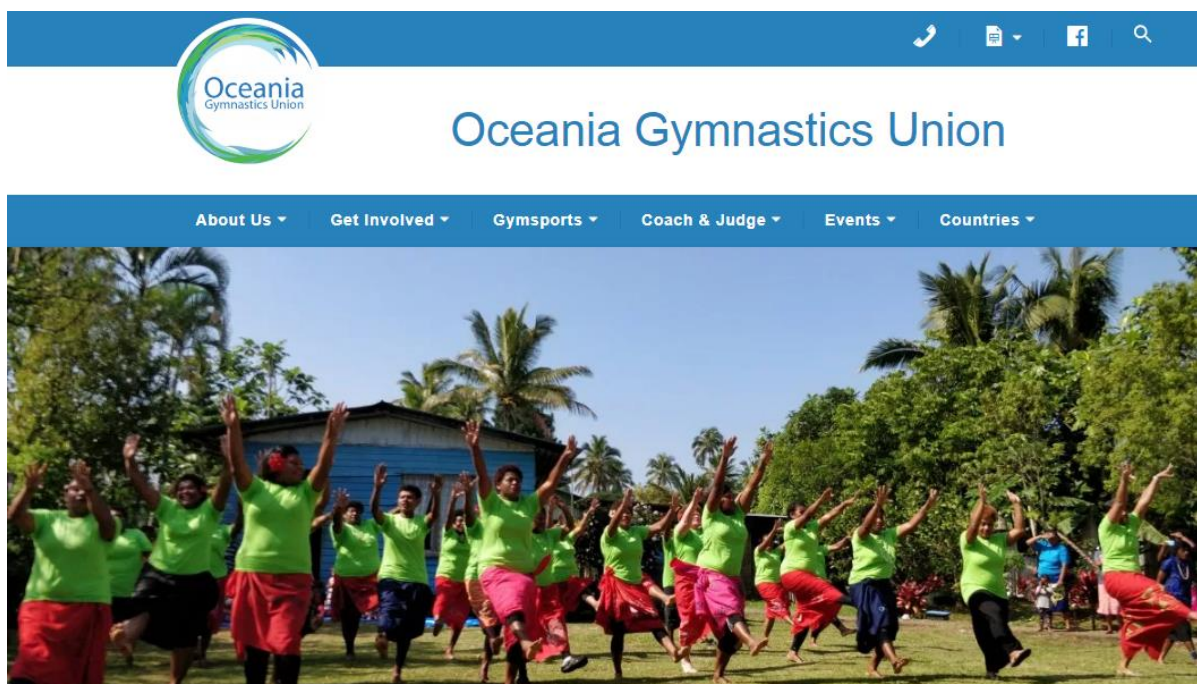 Oceania
Gymnastics Union
Oceania Gymnastics Union
About Us
Get Involved
Gymsports
Coach & Judge
Events
Countries